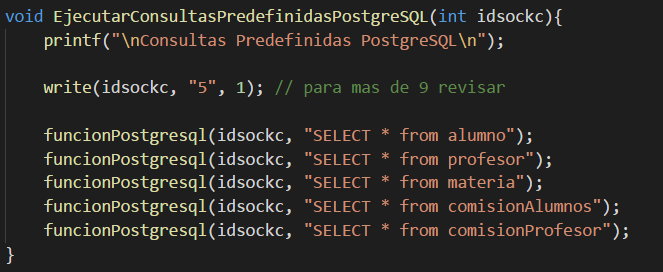 void EjecutarConsultasPredefinidasPostgreSQL(int idsockc){
    printf("\nConsultas Predefinidas PostgreSQL\n");

    write(idsockc, "5", 1); // para mas de 9 revisar

    funcionPostgresql(idsockc, "SELECT * from alumno");
    funcionPostgresql(idsockc, "SELECT * from profesor");
    funcionPostgresql(idsockc, "SELECT * from materia");
    funcionPostgresql(idsockc, "SELECT * from comisionAlumnos");
    funcionPostgresql(idsockc, "SELECT * from comisionProfesor");
}